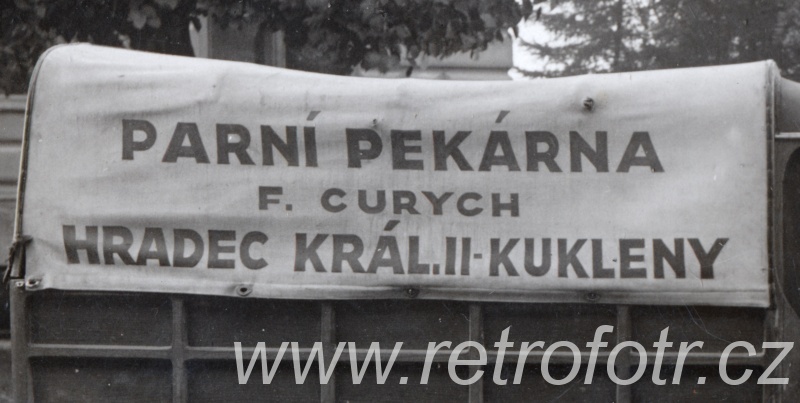 PARNÍ PEKÁRNA
F. CURYCH
HRADEC KRÁL.II-KUKLENY
www.retrofotr.cz